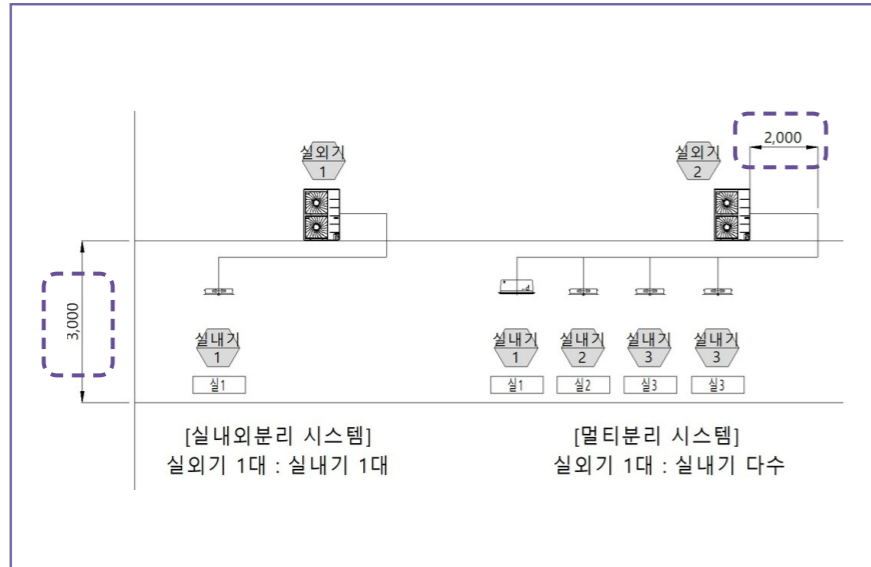 실외기
1
실외기
2
2,000
3,000
실내기
1
실1
실내기
1
실1
실내기
2
실2
실내기
3
실3
실내기
3
실3
[실내외분리 시스템]
실외기 1대 : 실내기 1대
[멀티분리 시스템]
실외기 1대 : 실내기 다수